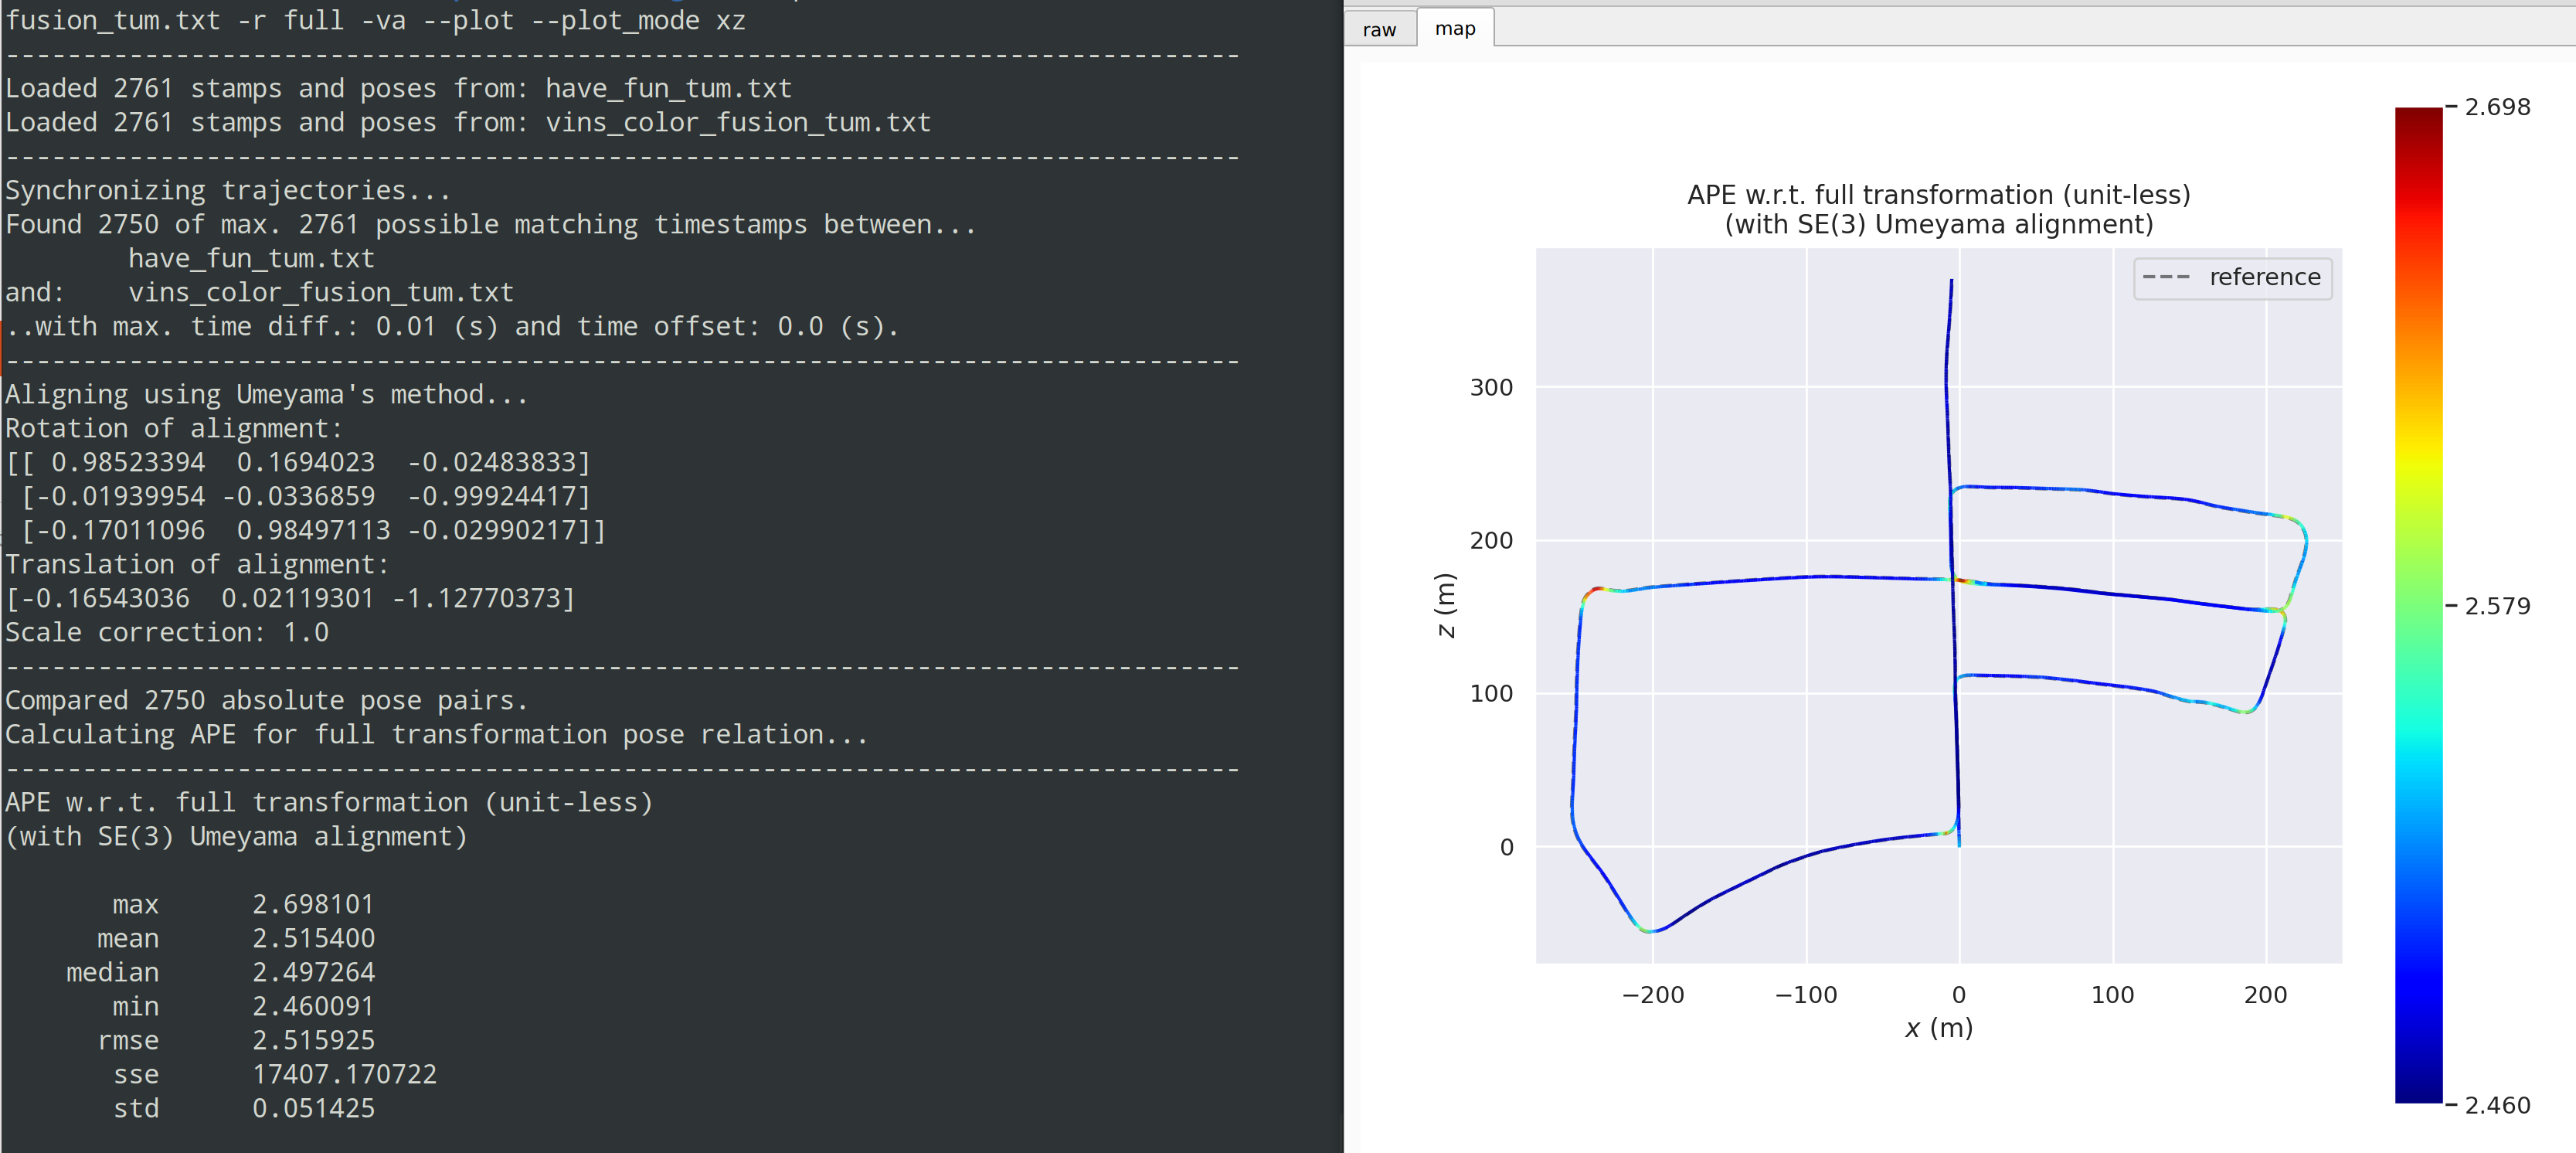 fusion_tum.txt -r full -va --plot --plot_mode xz
--------------------------------------------------------------------------------
Loaded 2761 stamps and poses from: have_fun_tum.txt
Loaded 2761 stamps and poses from: vins_color_fusion_tum.txt
--------------------------------------------------------------------------------
Synchronizing trajectories...
Found 2750 of max. 2761 possible matching timestamps between...
have_fun_tum.txt
and: vins_color_fusion_tum.txt
..with max. time diff.: 0.01 (s) and time offset: 0.0 (s).
--------------------------------------------------------------------------------
Aligning using Umeyama's method...
Rotation of alignment:
[[ 0.98523394 0.1694023 -0.02483833]
[-0.01939954 -0.0336859 -0.99924417]
[-0.17011096 0.98497113 -0.02990217]]
Translation of alignment:
[-0.16543036 0.02119301 -1.12770373]
Scale correction: 1.0
--------------------------------------------------------------------------------
Compared 2750 absolute pose pairs.
Calculating APE for full transformation pose relation...
--------------------------------------------------------------------------------
APE w.r.t. full transformation (unit-less)
(with SE(3) Umeyama alignment)
max 2.698101
mean 2.515400
median 2.497264
min 2.460091
rmse 2.515925
sse 17407.170722
std 0.051425
raw map
APE w.r.t. full transformation (unit-less)
(with SE(3) Umeyama alignment)
reference
300
200
100
0
z (m)
−200 −100 0 100 200
x (m)
2.698
2.579
2.460